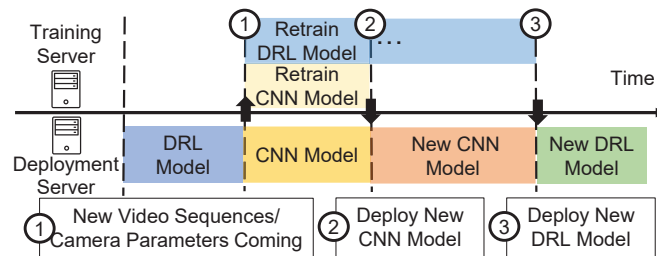 Training
Server
1
Retrain
DRL Model
2
...
3
Retrain
CNN Model
Time
Deployment
Server
DRL
Model
CNN Model
New CNN
Model
New DRL
Model
1
New Video Sequences/
Camera Parameters Coming
2
Deploy New
CNN Model
3
Deploy New
DRL Model